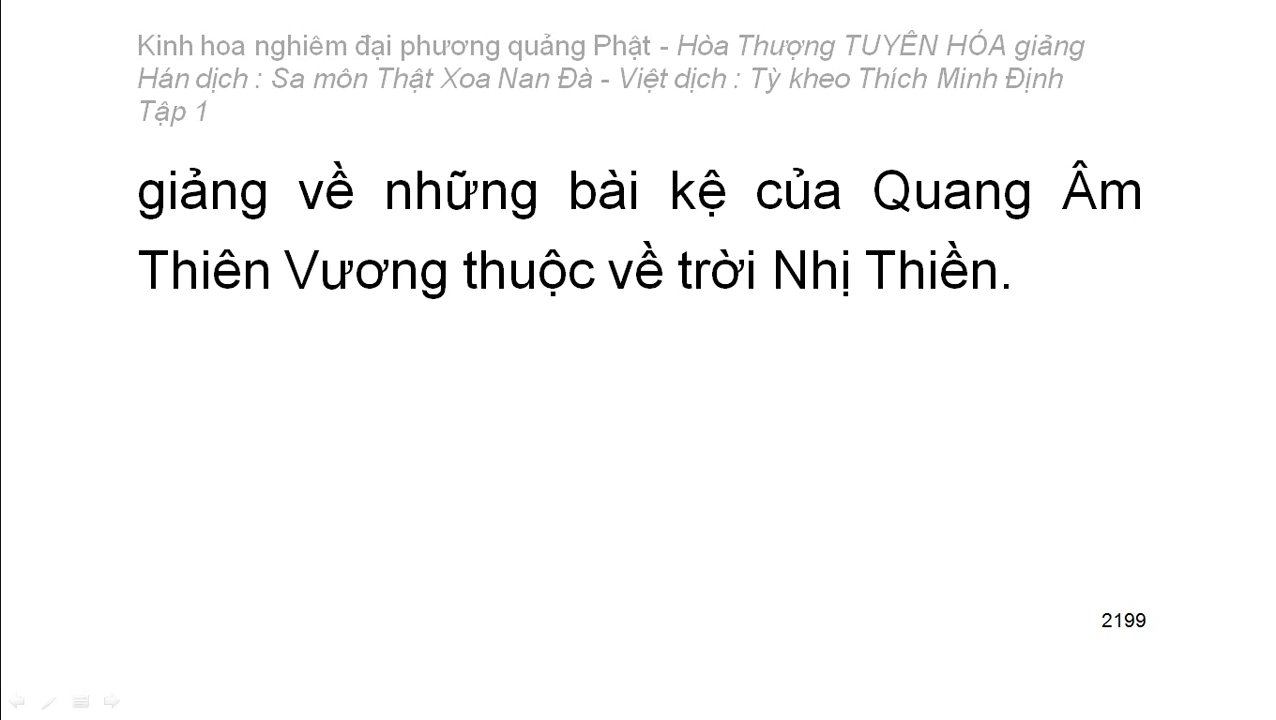 Kinh hoa nghiêm đại phương quảng Phật - Hòa Thượng TUYÊN HÓA giảng
Hán dịch : Sa môn Thật Xoa Nan Đà - Việt dịch : Tỳ kheo Thích Minh Định
Tập 1
giảng về những bài kệ của Quang Âm
Thiên Vương thuộc về trời Nhị Thiền.
2199